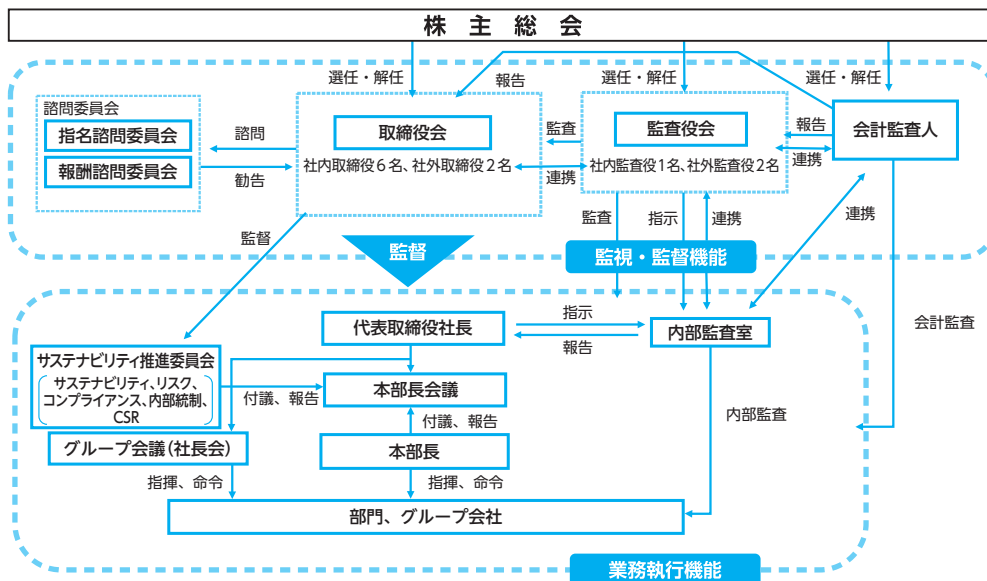 株主総会
選任・解任
報告
選任・解任
選任・解任
諮問委員会
指名諮問委員会
報酬諮問委員会
諮問
勧告
取締役会
社内取締役6名、社外取締役2名
監査
連携
監査役会
社内監査役1名、社外監査役2名
報告
連携
会計監査人
監督
監督
監査
指示
連携
連携
監視・監督機能
会計監査
代表取締役社長
指示
報告
内部監査室
サステナビリティ推進委員会
サステナビリティ、リスク、
コンプライアンス、内部統制、
CSR
付議、報告
本部長会議
付議、報告
内部監査
グループ会議(社長会)
本部長
指揮、命令
指揮、命令
部門、グループ会社
業務執行機能